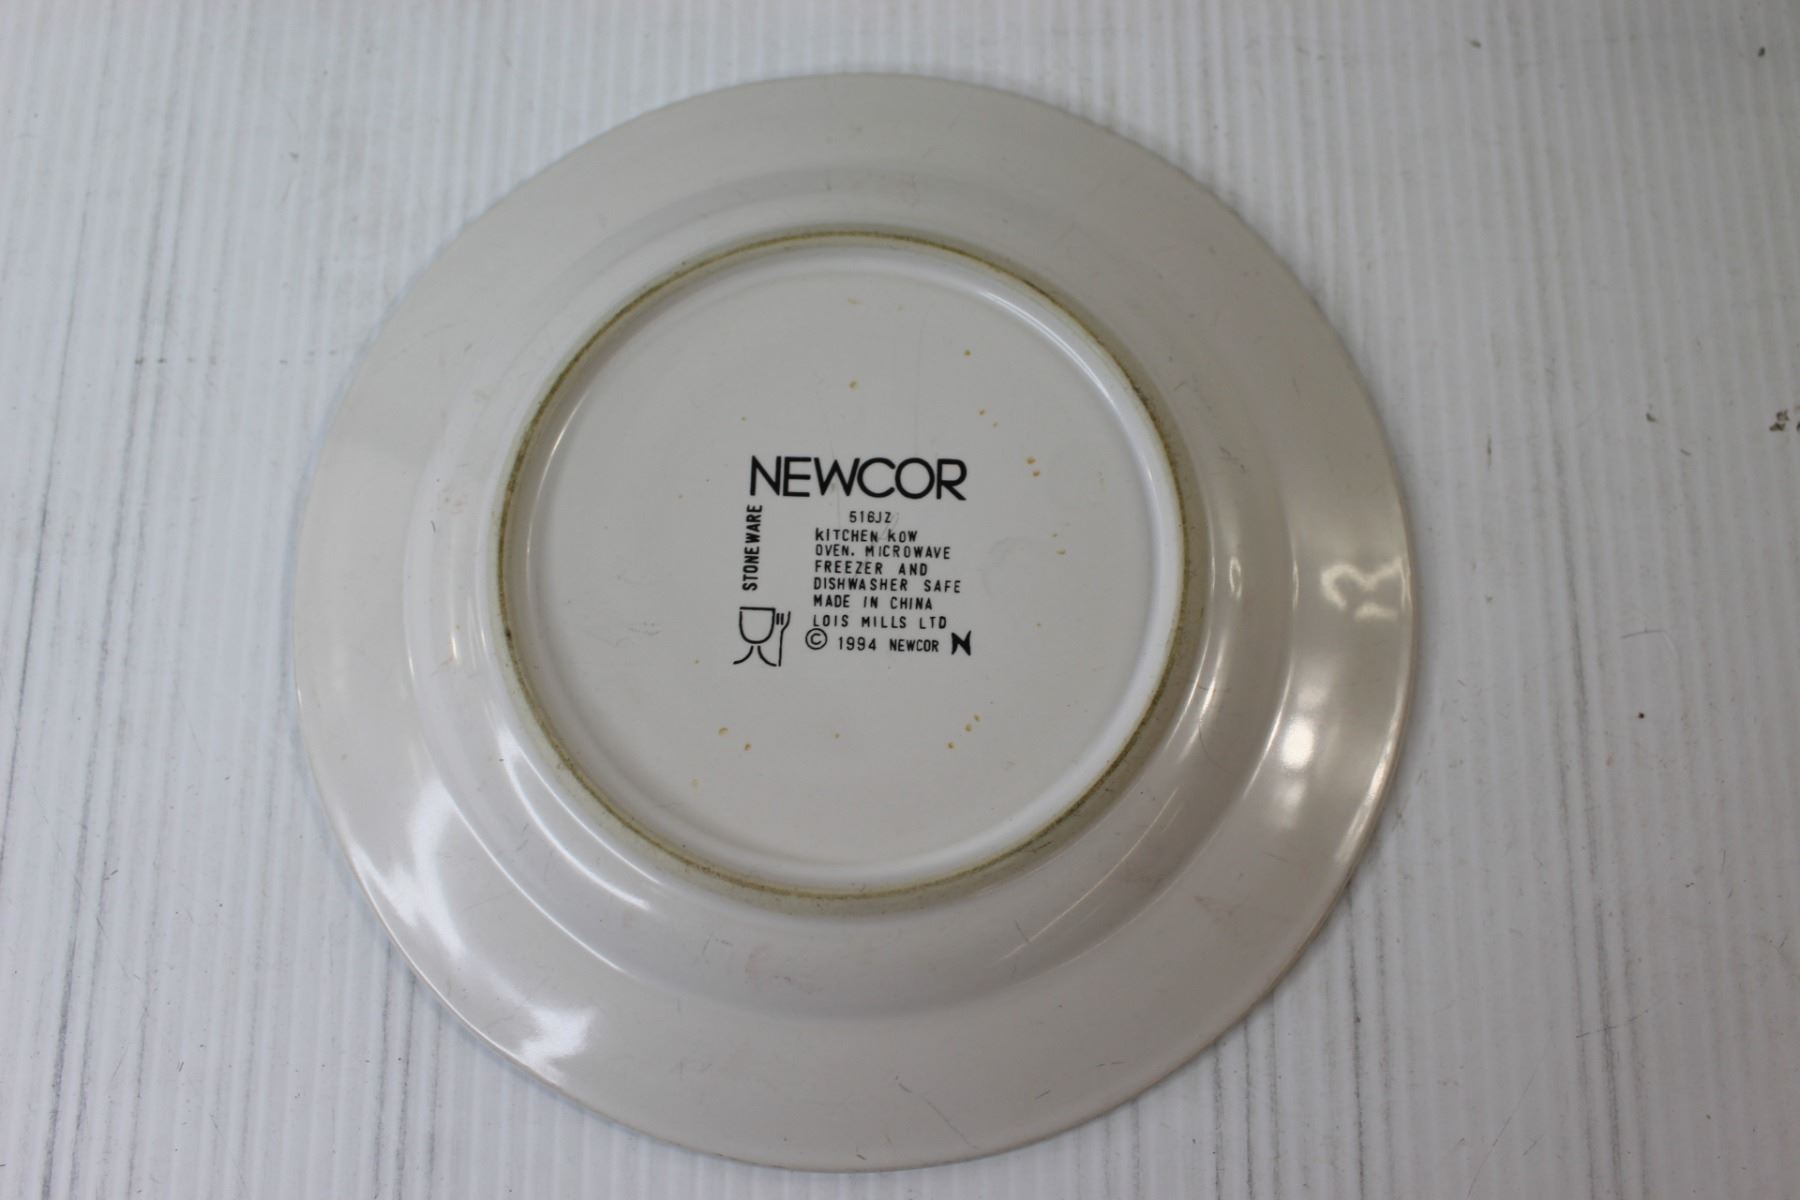 NEWCOR
STONEWARE
516JZ
KITCHEN KOW
OVEN. MICROWAVE
FREEZER AND
DISHWASHER SAFE
MADE IN CHINA
LOIS MILLS LTD
© 1994 NEWCOR N